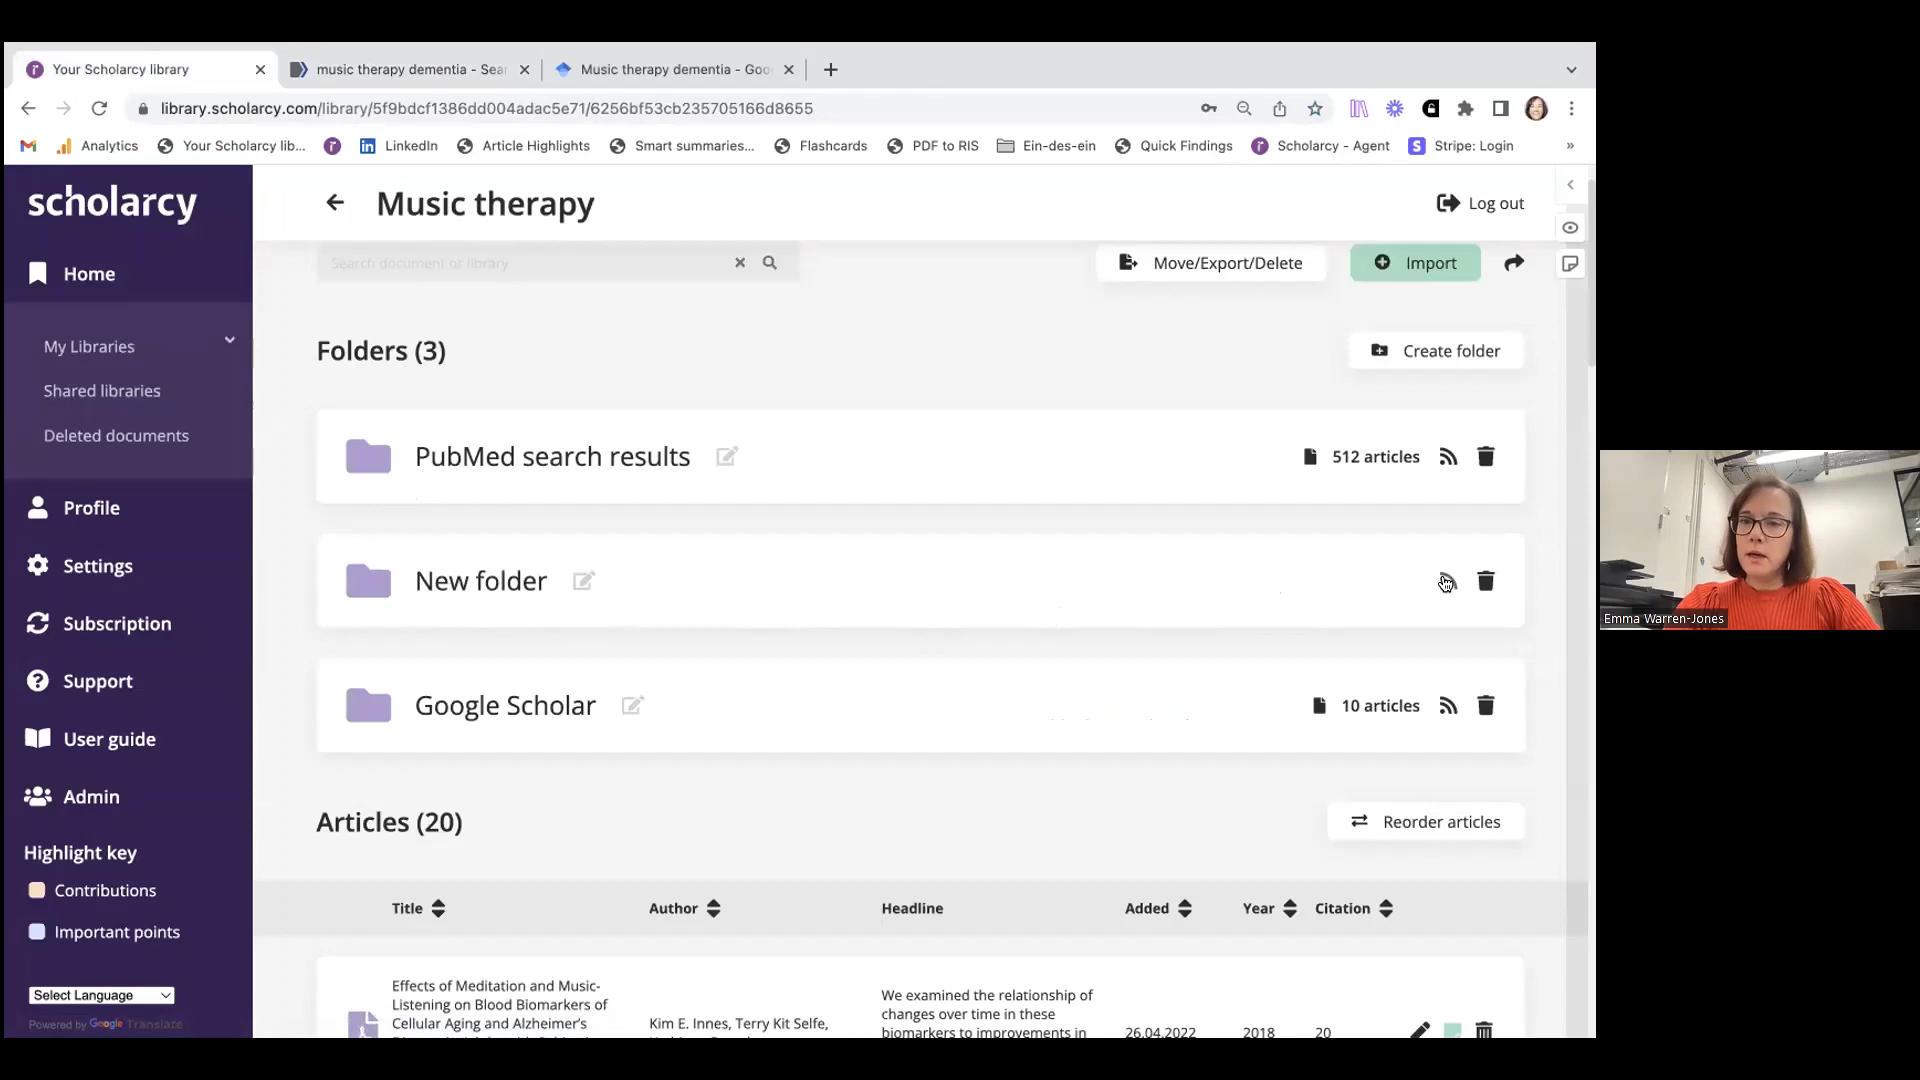 Your Scholarcy library
music therapy dementia - Sear
Music therapy dementia - Goo
library.scholarcy.com/library/5f9bdcf1386dd004adac5e71/6256bf53cb235705166d8655
Analytics
Your Scholarcy lib...
LinkedIn
Article Highlights
Smart summaries...
Flashcards
PDF to RIS
Ein-des-ein
Quick Findings
Scholarcy - Agent
Stripe: Login
»
scholarcy
Home
My Libraries
Shared libraries
Deleted documents
Profile
Settings
Subscription
Support
User guide
Admin
Highlight key
Contributions
Important points
Select Language
Powered by Google Translate
Music therapy
Log out
Search document or library
Move/Export/Delete
Import
Folders (3)
Create folder
PubMed search results
512 articles
New folder
Google Scholar
10 articles
Articles (20)
Reorder articles
Title
Author
Headline
Added
Year
Citation
Effects of Meditation and Music-
Listening on Blood Biomarkers of
Cellular Aging and Alzheimer's
Kim E. Innes, Terry Kit Selfe,
We examined the relationship of
changes over time in these
biomarkers to improvements in
26.04.2022
2018
20
Emma Warren-Jones